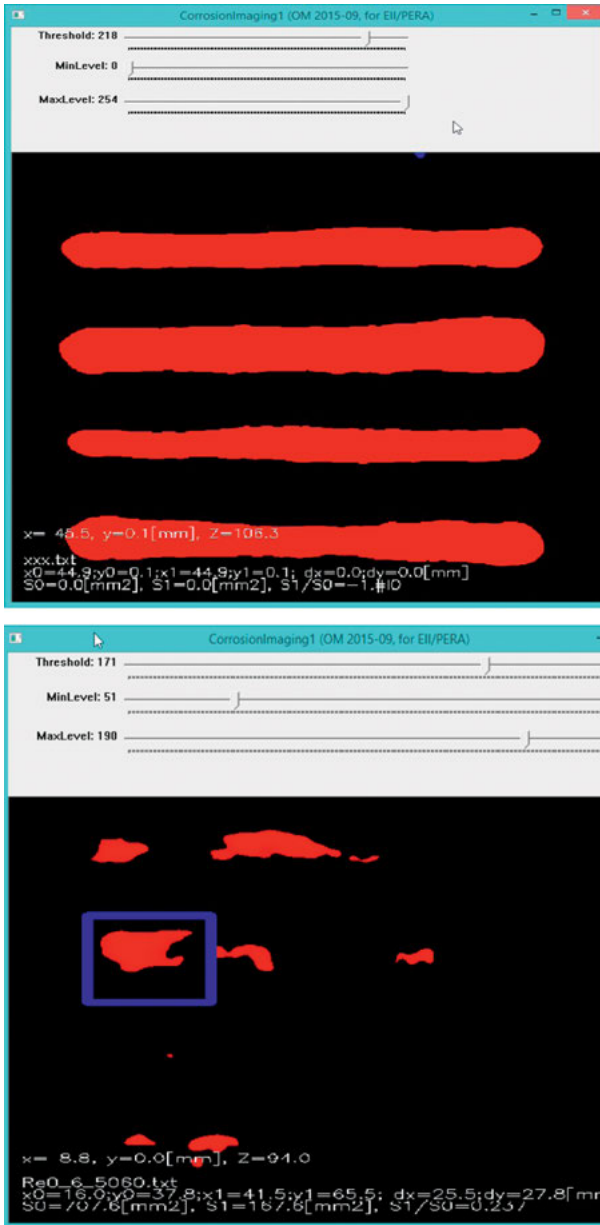 CorrosionImaging1 (OM 2015-09, for EII/PERA)
Threshold: 218
MinLevel: 0
MaxLevel: 254
x= 45.5, y=0.1[mm], Z=106.3
xxx.txt
x0=44.9;y0=0.1;x1=44.9;y1=0.1; dx=0.0;dy=0.0[mm]
S0=0.0[mm2], S1=0.0[mm2], S1/S0=-1.#IO
CorrosionImaging1 (OM 2015-09, for EII/PERA)
Threshold: 171
MinLevel: 51
MaxLevel: 190
x= 8.8, y=0.0[mm], Z=94.0
Re0_6_5060.txt
x0=16.0;y0=37.8;x1=41.5;y1=65.5; dx=25.5;dy=27.8[mm
S0=707.6[mm2], S1=167.6[mm2], S1/S0=0.237